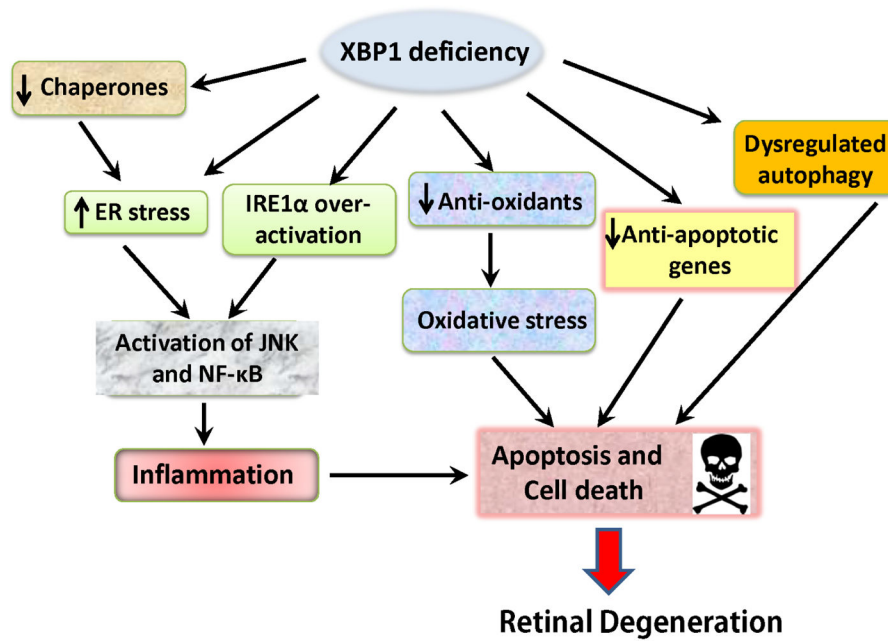 XBP1 deficiency
↓ Chaperones
Dysregulated
autophagy
↑ ER stress
IRE1α over-
activation
↓ Anti-oxidants
↓ Anti-apoptotic
genes
Oxidative stress
Activation of JNK
and NF-κB
Inflammation
Apoptosis and
Cell death
Retinal Degeneration